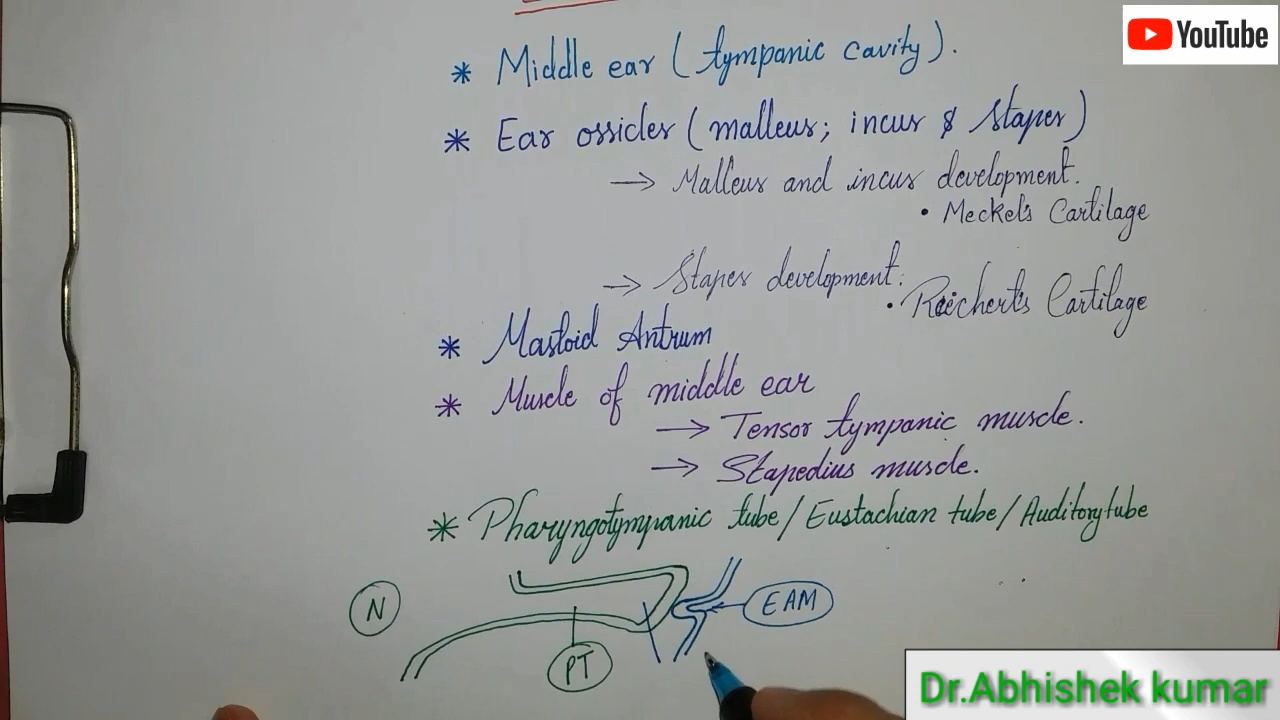 YouTube
* Middle ear (tympanic cavity).
* Ear ossicles (malleus; incus & stapes)
→ Malleus and incus development.
• Meckel's Cartilage
→ Stapes development:
• Reichert's Cartilage
* Mastoid Antrum
* Muscle of middle ear
→ Tensor tympanic muscle.
→ Stapedius muscle.
* Pharyngotympanic tube/Eustachian tube/Auditory tube
N
EAM
PT
Dr.Abhishek kumar